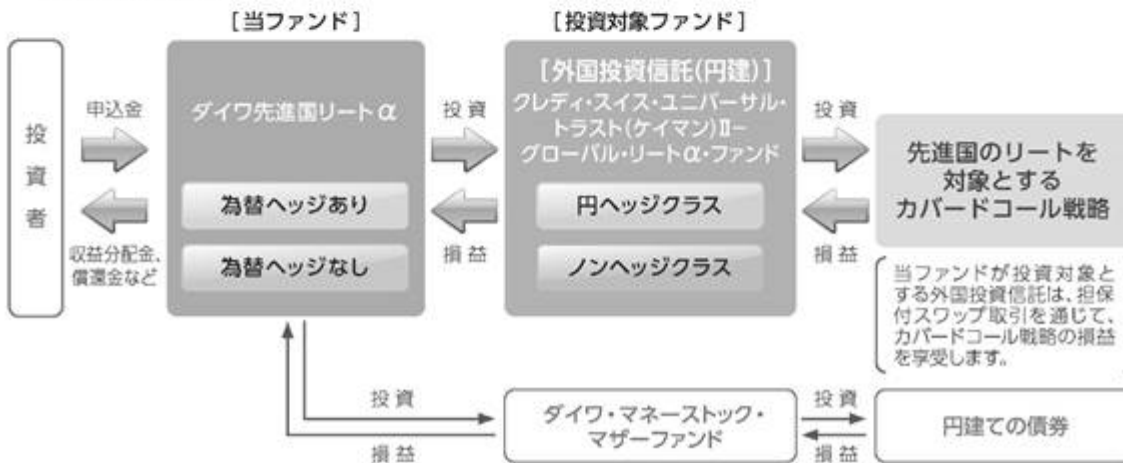 [当ファンド]
[投資対象ファンド]
投資者
申込金
収益分配金、
償還金など
ダイワ先進国リートα
為替ヘッジあり
為替ヘッジなし
投資
損益
[外国投資信託(円建)]
クレディ・スイス・ユニバーサル・
トラスト(ケイマン)Ⅱ－
グローバル・リートα・ファンド
円ヘッジクラス
ノンヘッジクラス
投資
損益
先進国のリートを
対象とする
カバードコール戦略
当ファンドが投資対象と
する外国投資信託は、担保
付スワップ取引を通じて、
カバードコール戦略の損益
を享受します。
投資
損益
ダイワ・マネーストック・
マザーファンド
投資
損益
円建ての債券